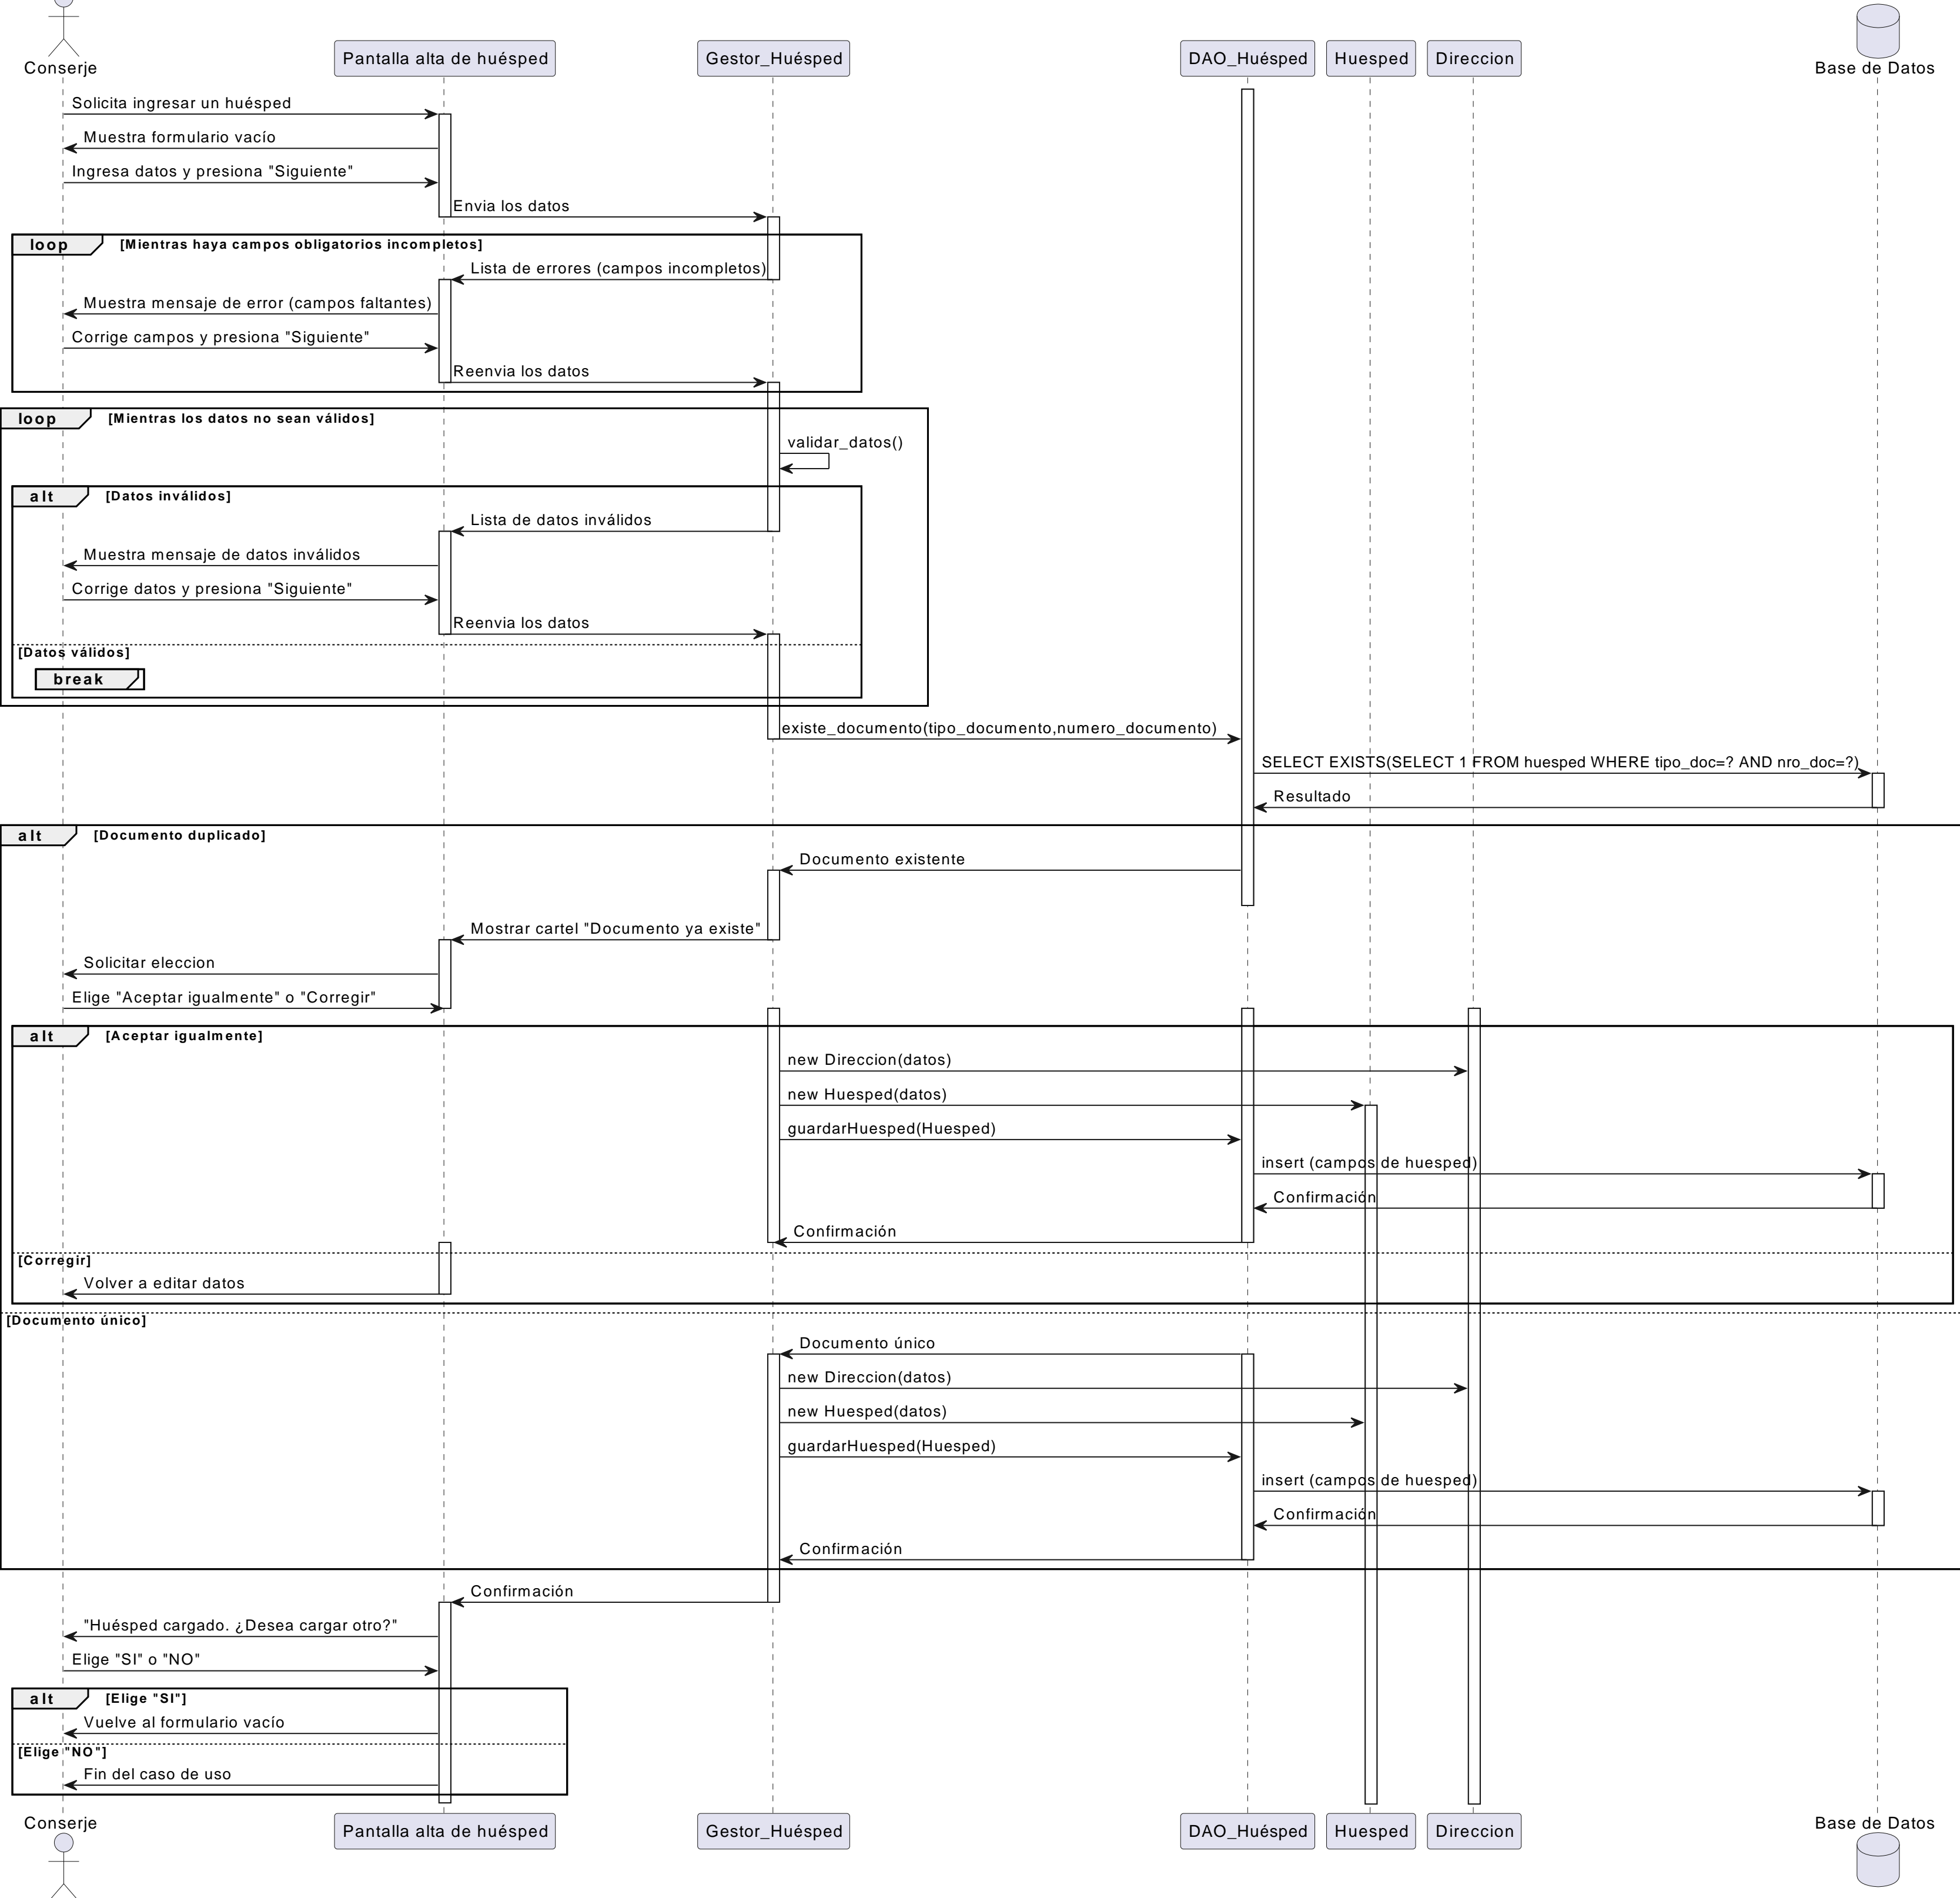 Conserje
Pantalla alta de huésped
Gestor_Huésped
DAO_Huésped
Huesped
Direccion
Base de Datos
Solicita ingresar un huésped
Muestra formulario vacío
Ingresa datos y presiona "Siguiente"
Envia los datos
loop [Mientras haya campos obligatorios incompletos]
Lista de errores (campos incompletos)
Muestra mensaje de error (campos faltantes)
Corrige campos y presiona "Siguiente"
Reenvia los datos
loop [Mientras los datos no sean válidos]
validar_datos()
alt [Datos inválidos]
Lista de datos inválidos
Muestra mensaje de datos inválidos
Corrige datos y presiona "Siguiente"
Reenvia los datos
[Datos válidos]
break
existe_documento(tipo_documento,numero_documento)
SELECT EXISTS(SELECT 1 FROM huesped WHERE tipo_doc=? AND nro_doc=?)
Resultado
alt [Documento duplicado]
Documento existente
Mostrar cartel "Documento ya existe"
Solicitar eleccion
Elige "Aceptar igualmente" o "Corregir"
alt [Aceptar igualmente]
new Direccion(datos)
new Huesped(datos)
guardarHuesped(Huesped)
insert (campos de huesped)
Confirmación
Confirmación
[Corregir]
Volver a editar datos
[Documento único]
Documento único
new Direccion(datos)
new Huesped(datos)
guardarHuesped(Huesped)
insert (campos de huesped)
Confirmación
Confirmación
Confirmación
"Huésped cargado. ¿Desea cargar otro?"
Elige "SI" o "NO"
alt [Elige "SI"]
Vuelve al formulario vacío
[Elige "NO"]
Fin del caso de uso
Conserje
Pantalla alta de huésped
Gestor_Huésped
DAO_Huésped
Huesped
Direccion
Base de Datos